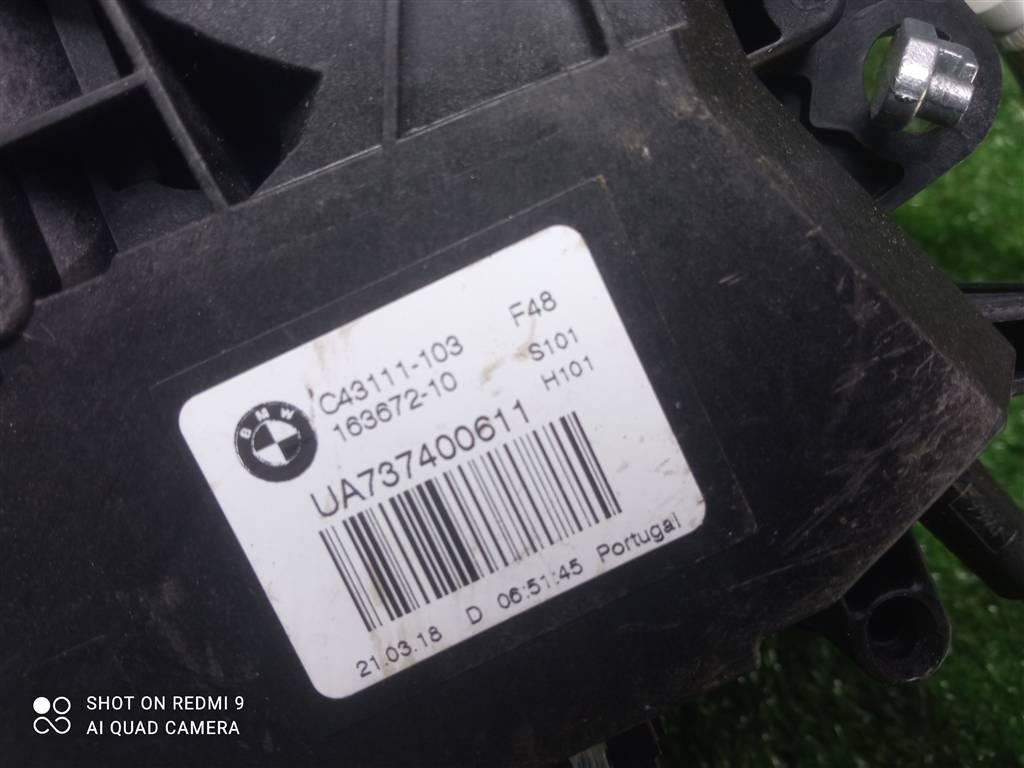 BMW
C43111-103 F48
163672-10 S101
H101
UA737400611
21.03.18 D 06:51:45 Portugal
SHOT ON REDMI 9
AI QUAD CAMERA